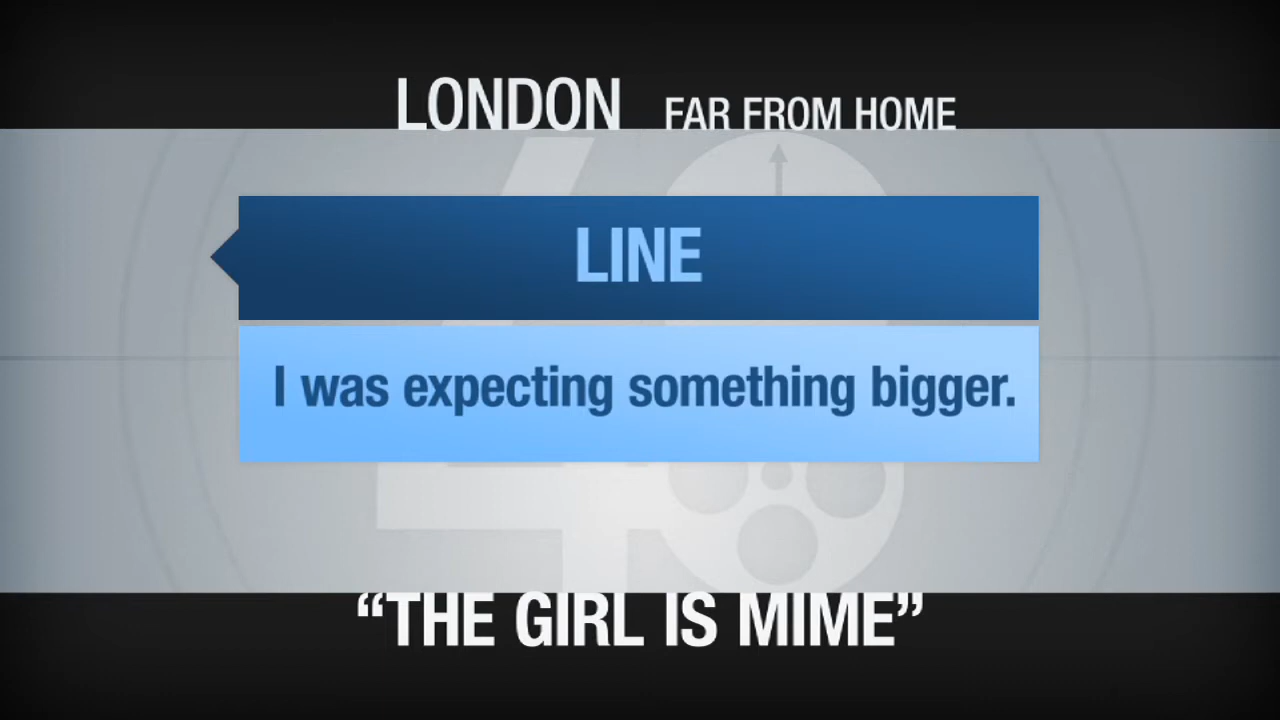 LONDON FAR FROM HOME
LINE
I was expecting something bigger.
“THE GIRL IS MIME”